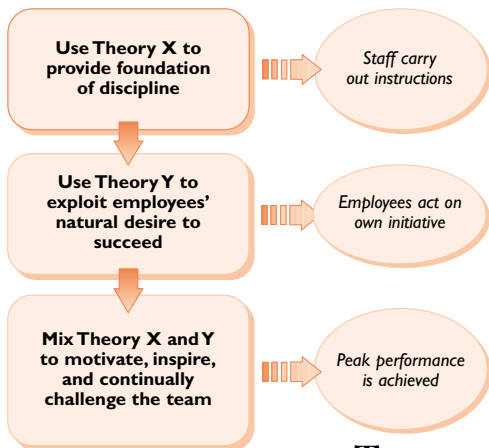 Use Theory X to
provide foundation
of discipline
Staff carry
out instructions
Use Theory Y to
exploit employees’
natural desire to
succeed
Employees act on
own initiative
Mix Theory X and Y
to motivate, inspire,
and continually
challenge the team
Peak performance
is achieved